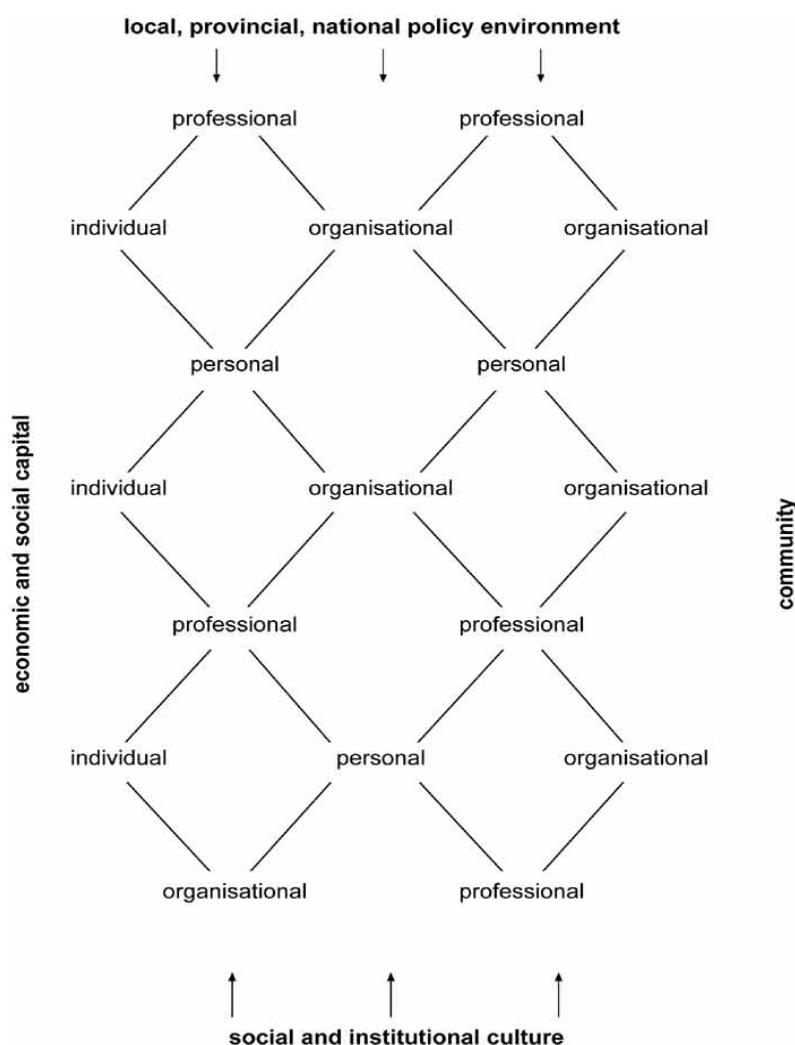 local, provincial, national policy environment
professional professional
individual organisational organisational
personal personal
economic and social capital
individual organisational organisational
community
professional professional
individual personal organisational
organisational professional
social and institutional culture